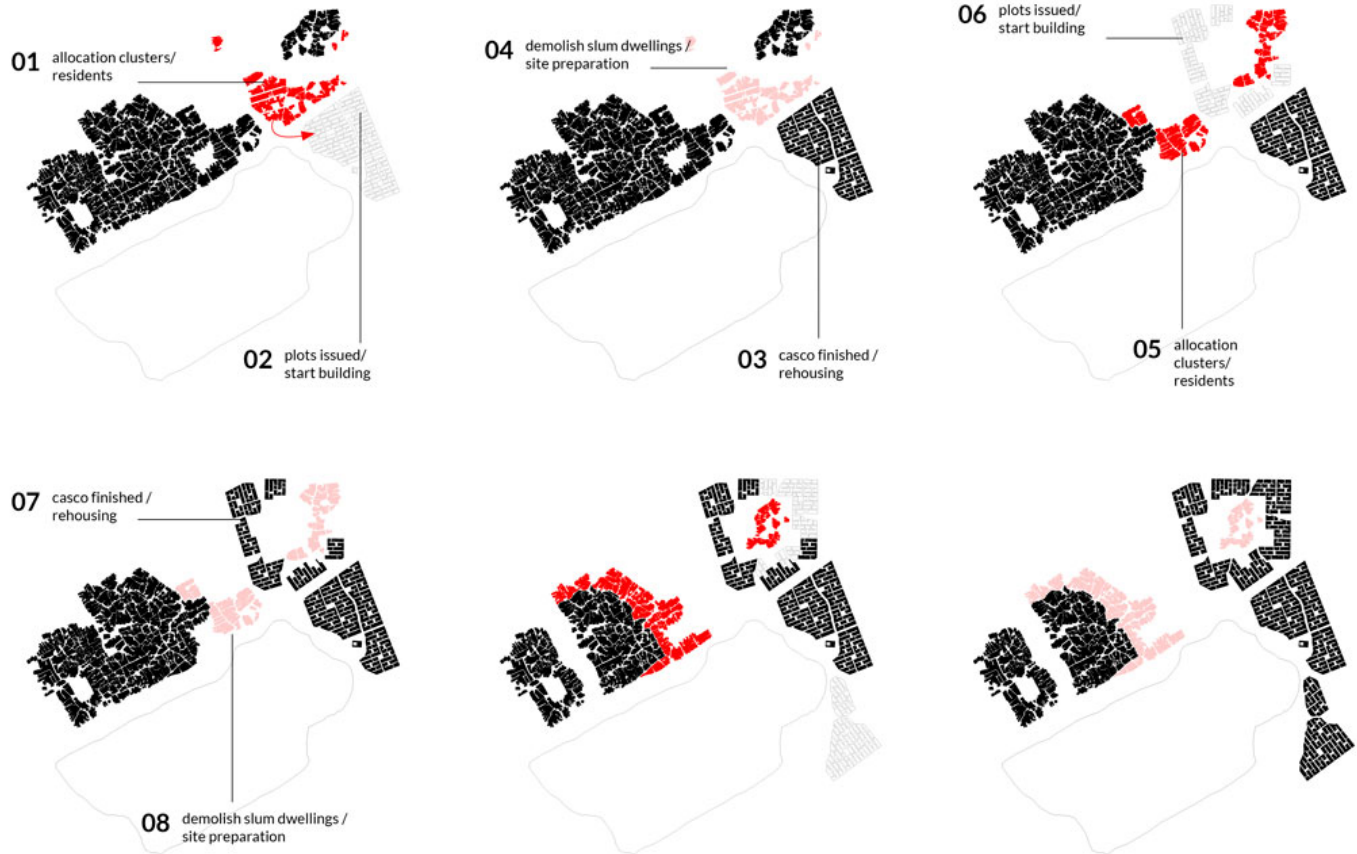 01 allocation clusters/
residents
02 plots issued/
start building
04 demolish slum dwellings /
site preparation
03 casco finished /
rehousing
06 plots issued/
start building
05 allocation
clusters/
residents
07 casco finished /
rehousing
08 demolish slum dwellings /
site preparation